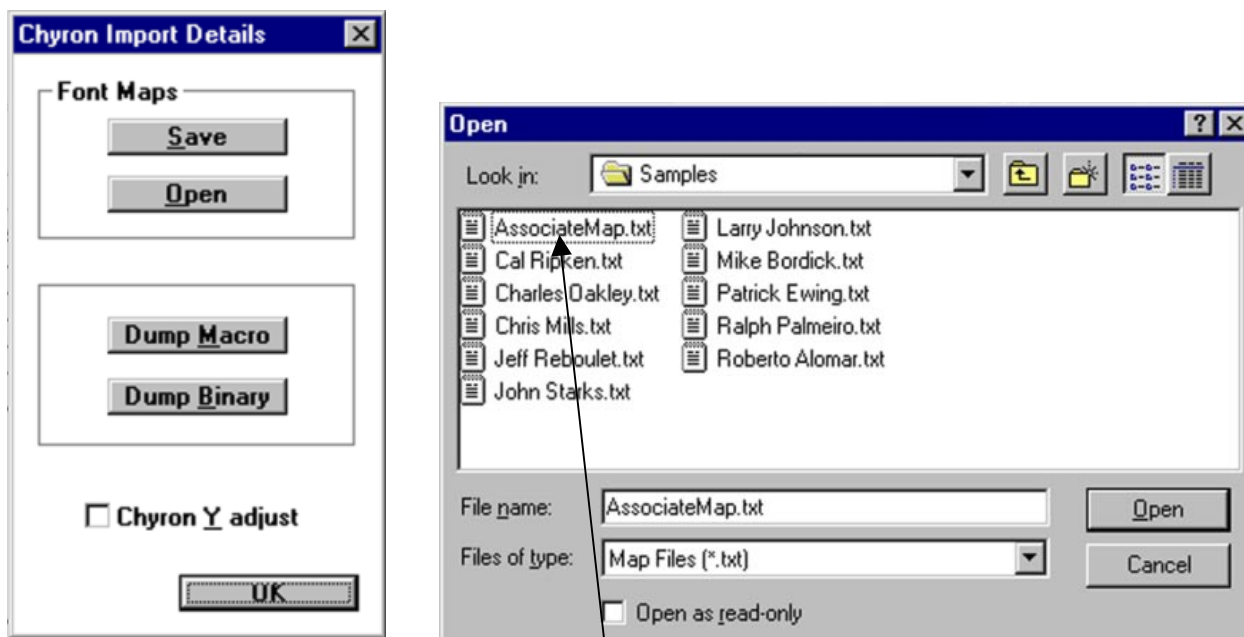 Chyron Import Details
Font Maps
Save
Open
Dump Macro
Dump Binary
Chyron Y adjust
OK
Open
Look in:
Samples
AssociateMap.txt
Cal Ripken.txt
Charles Oakley.txt
Chris Mills.txt
Jeff Reboulet.txt
John Starks.txt
Larry Johnson.txt
Mike Bordick.txt
Patrick Ewing.txt
Ralph Palmeiro.txt
Roberto Alomar.txt
File name:
AssociateMap.txt
Open
Files of type:
Map Files (*.txt)
Cancel
Open as read-only